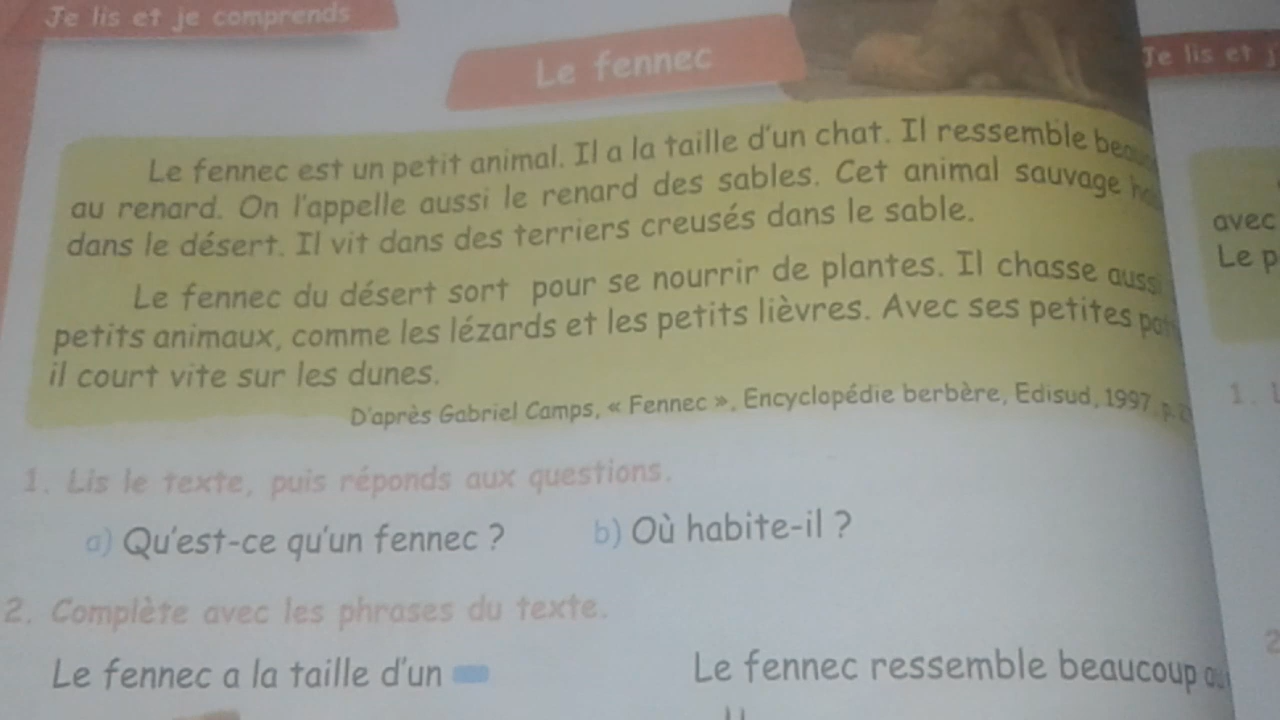 Je lis et je comprends
Le fennec
Le fennec est un petit animal. Il a la taille d'un chat. Il ressemble
au renard. On l'appelle aussi le renard des sables. Cet animal sauvage
dans le désert. Il vit dans des terriers creusés dans le sable.
Le fennec du désert sort pour se nourrir de plantes. Il chasse aussi
petits animaux, comme les lézards et les petits lièvres. Avec ses petites
il court vite sur les dunes.
D'après Gabriel Camps, « Fennec », Encyclopédie berbère, Edisud, 1997, p.
1. Lis le texte, puis réponds aux questions.
a) Qu'est-ce qu'un fennec ? b) Où habite-il ?
2. Complète avec les phrases du texte.
Le fennec a la taille d'un
Le fennec ressemble beaucoup
Je lis et j
avec
Le p
1.
2